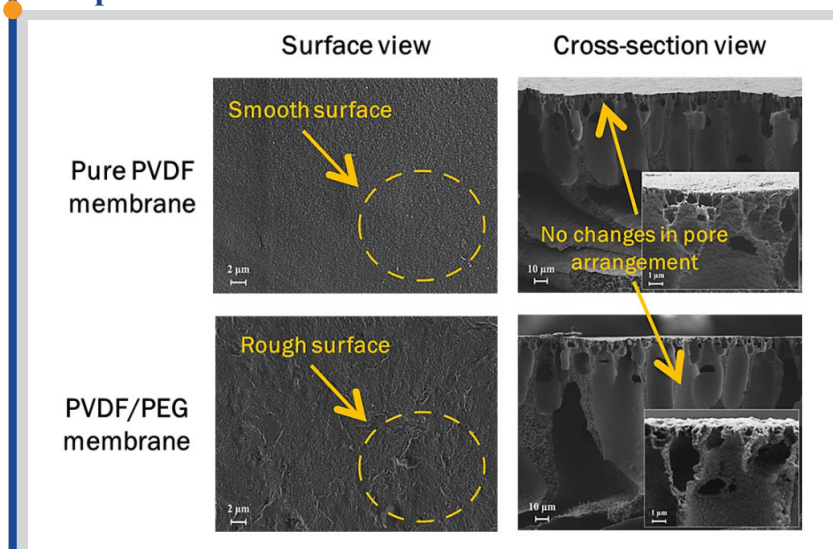 Surface view
Cross-section view
Pure PVDF
membrane
Smooth surface
2 µm
No changes in pore
arrangement
10 µm
1 µm
PVDF/PEG
membrane
Rough surface
2 µm
10 µm
1 µm